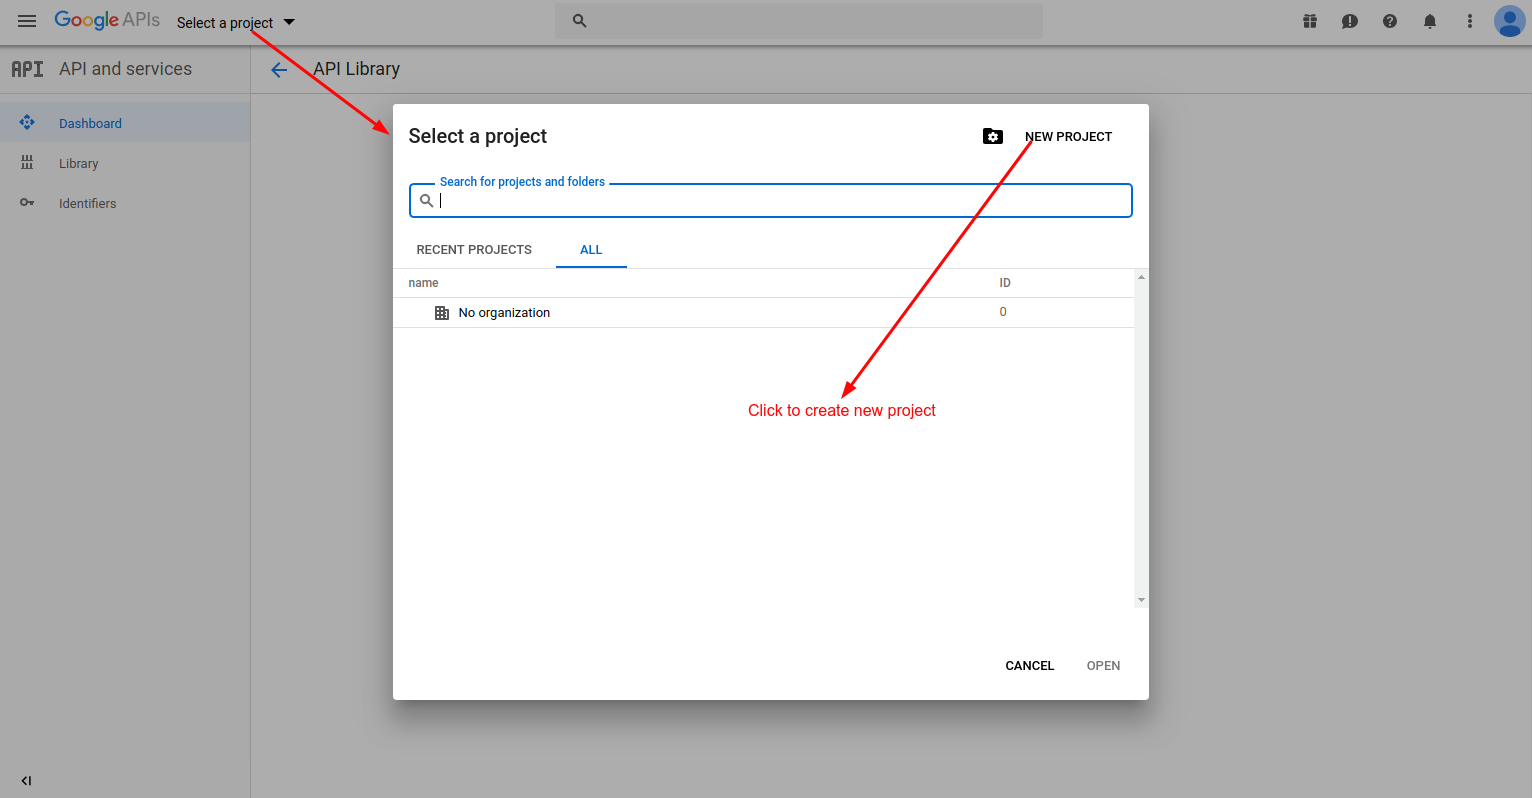 Google APIs
Select a project
API API and services
API Library
Dashboard
Library
Identifiers
Select a project
NEW PROJECT
Search for projects and folders
RECENT PROJECTS
ALL
name
ID
No organization
0
Click to create new project
CANCEL
OPEN